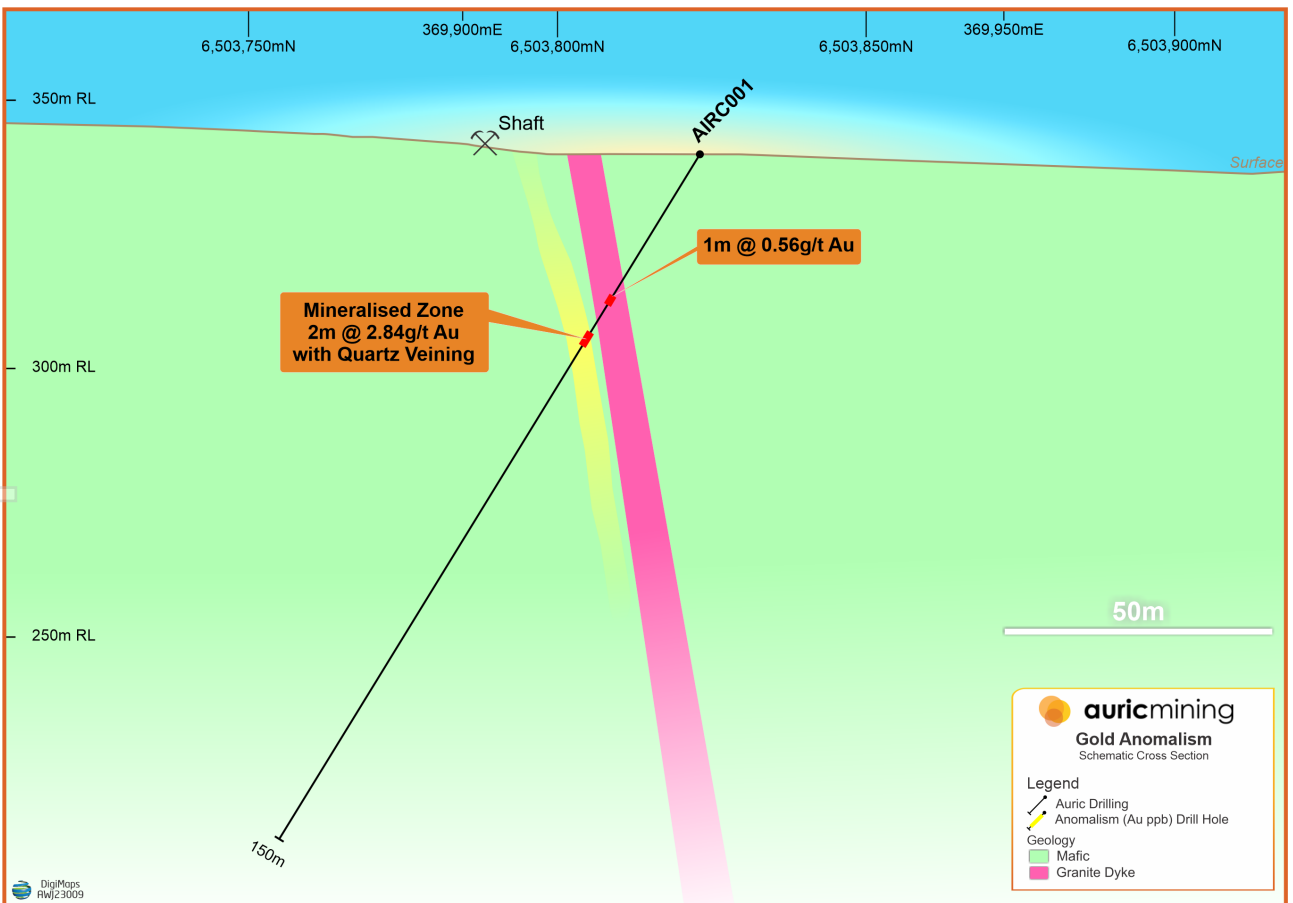 369,900mE
369,950mE
6,503,750mN
6,503,800mN
6,503,850mN
6,503,900mN
350m RL
AIRC001
Shaft
Surface
1m @ 0.56g/t Au
Mineralised Zone
2m @ 2.84g/t Au
with Quartz Veining
300m RL
250m RL
50m
150m
auricmining
Gold Anomalism
Schematic Cross Section
Legend
Auric Drilling
Anomalism (Au ppb) Drill Hole
Geology
Mafic
Granite Dyke
DigiMaps
AWJ23009